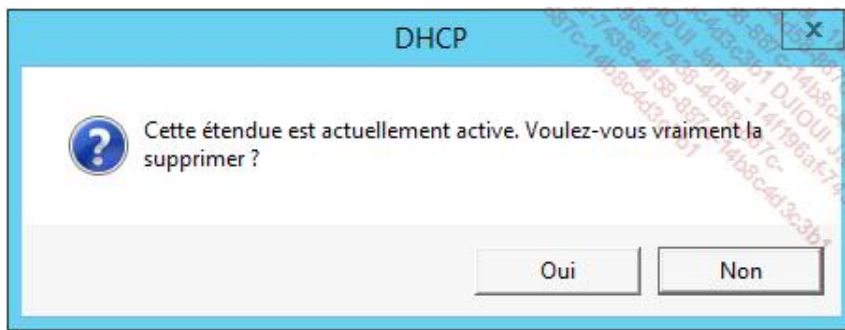 DHCP
x
Cette étendue est actuellement active. Voulez-vous vraiment la
supprimer ?
Oui
Non